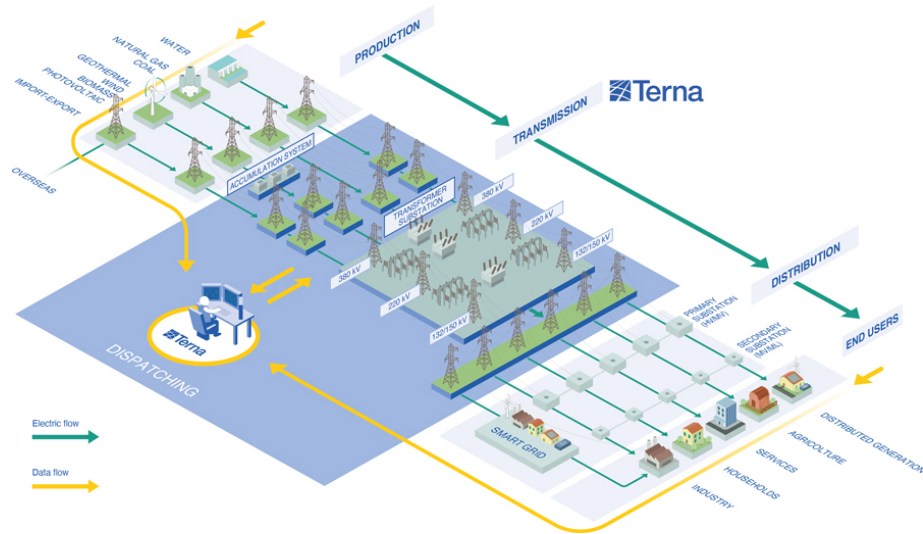 PRODUCTION
Terna
TRANSMISSION
DISTRIBUTION
END USERS
WATER
NATURAL GAS
COAL
GEOTHERMAL
WIND
BIOMASS
PHOTOVOLTAIC
IMPORT-EXPORT
OVERSEAS
ACCUMULATION SYSTEM
TRANSFORMER
SUBSTATION
380 kV
220 kV
132/150 kV
380 kV
220 kV
132/150 kV
Terna
DISPATCHING
PRIMARY
SUBSTATION
(HV/MV)
SECONDARY
SUBSTATION
(MV/ML)
SMART GRID
DISTRIBUTED GENERATION
AGRICOLTURE
SERVICES
HOUSEHOLDS
INDUSTRY
Electric flow
Data flow